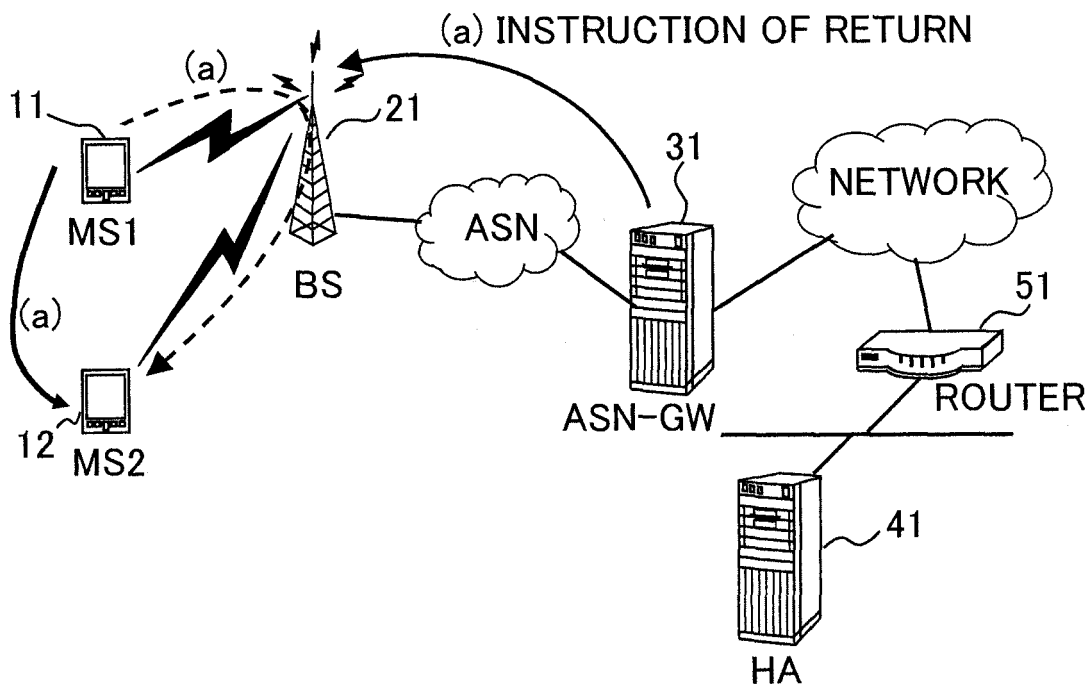 (a) INSTRUCTION OF RETURN
(a)
11
21
31
NETWORK
MS1
ASN
BS
51
(a)
ROUTER
ASN-GW
12
MS2
41
HA